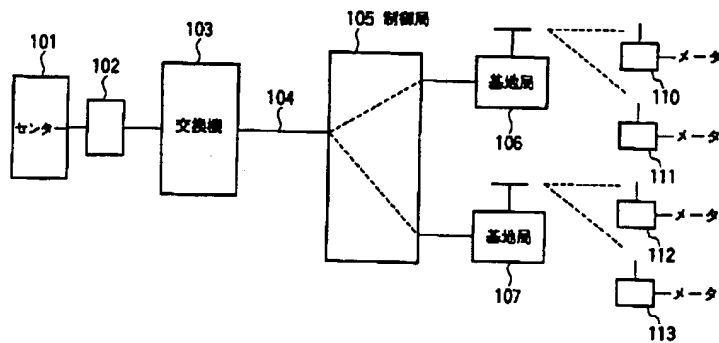 101
102
103
104
105 制御局
センタ
交換機
基地局
106
基地局
107
110
メータ
111
メータ
112
メータ
113
メータ